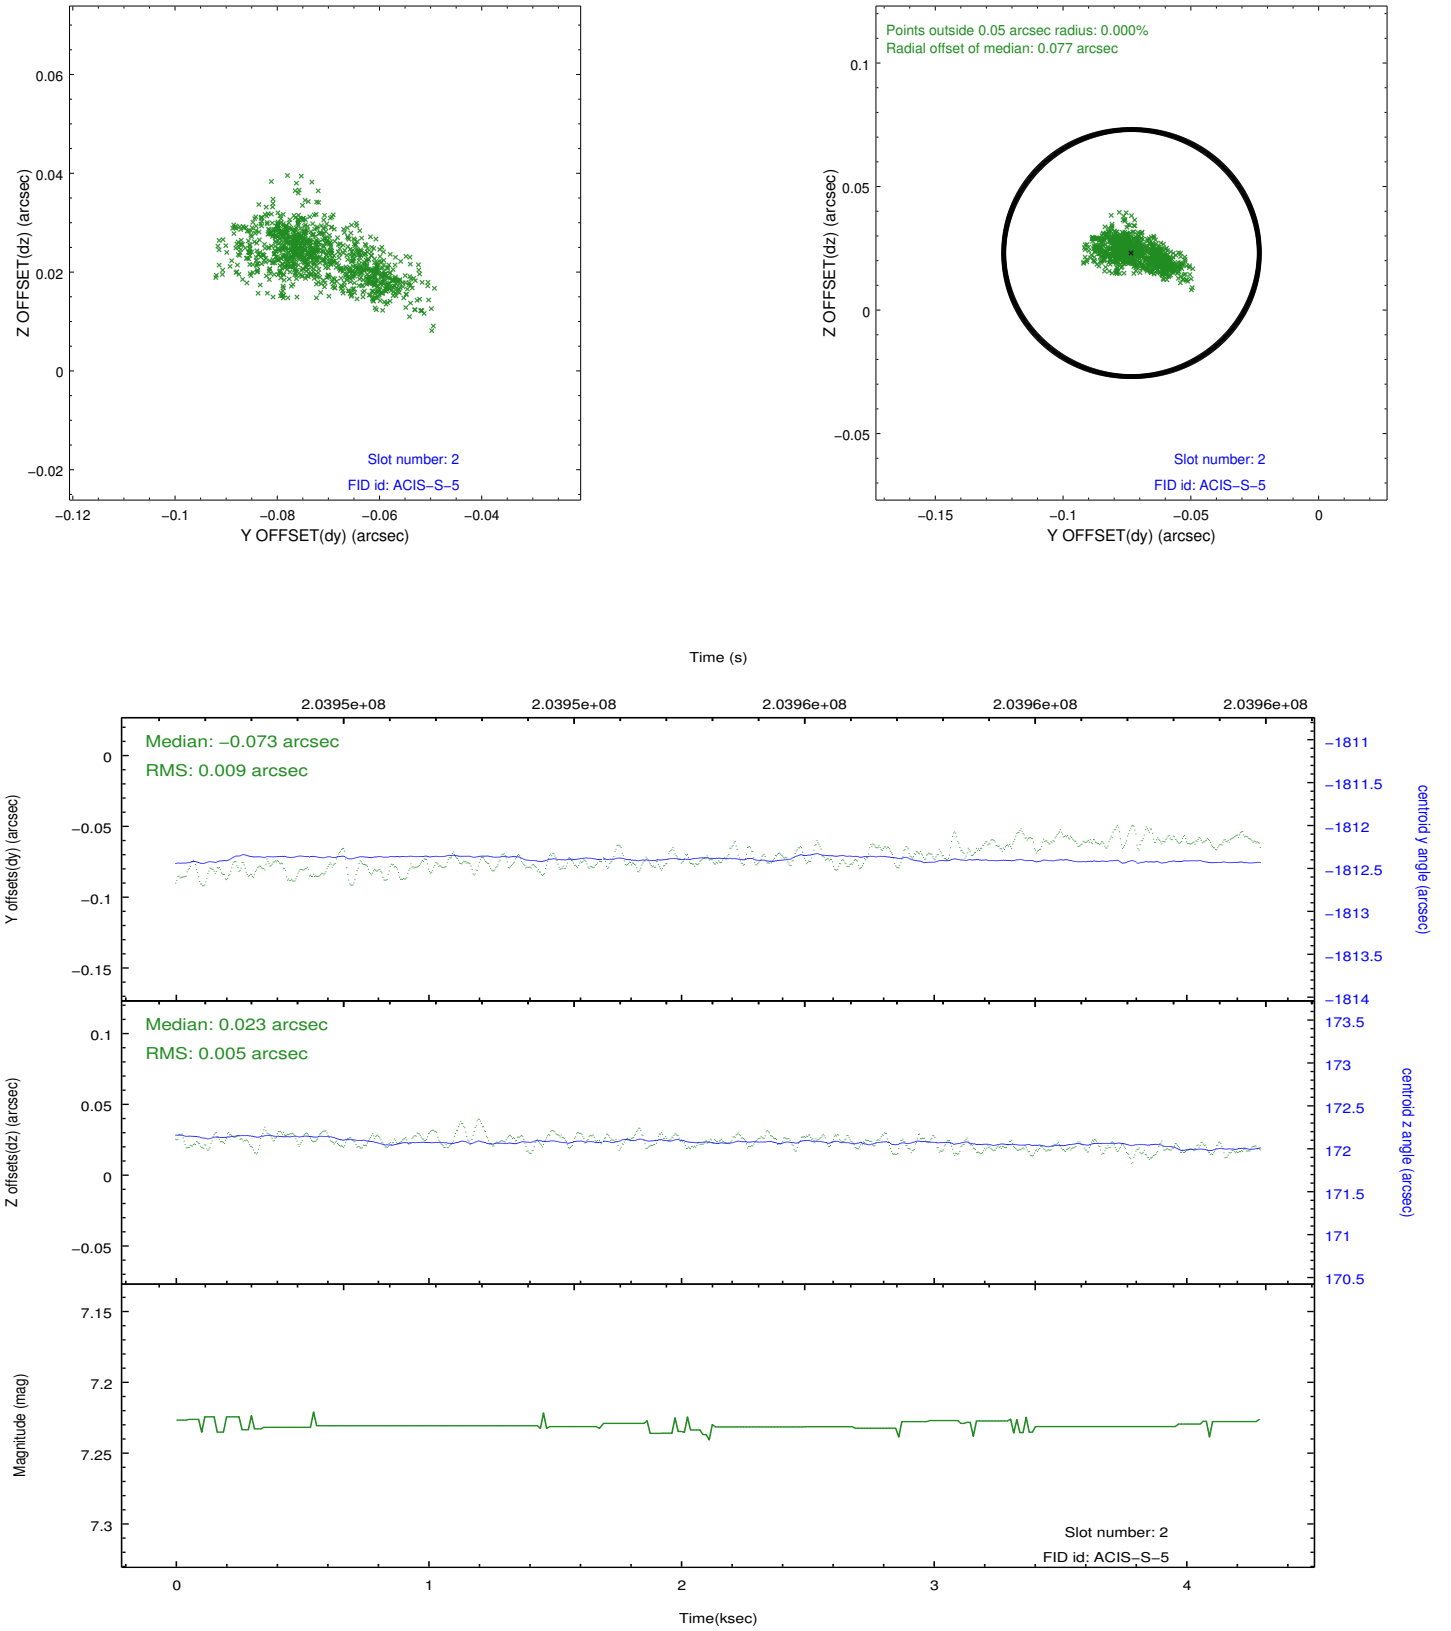 0.06
0.04
0.02
0
−0.02
−0.12
−0.1
−0.08
−0.06
−0.04
Z OFFSET(dz) (arcsec)
Y OFFSET(dy) (arcsec)
Slot number: 2
FID id: ACIS−S−5
Points outside 0.05 arcsec radius: 0.000%
Radial offset of median: 0.077 arcsec
0.1
0.05
0
−0.05
−0.15
−0.1
−0.05
0
Z OFFSET(dz) (arcsec)
Y OFFSET(dy) (arcsec)
Slot number: 2
FID id: ACIS−S−5
Time (s)
2.0395e+08
2.0395e+08
2.0396e+08
2.0396e+08
2.0396e+08
Median: −0.073 arcsec
RMS: 0.009 arcsec
0
−0.05
−0.1
−0.15
Y offsets(dy) (arcsec)
−1811
−1811.5
−1812
−1812.5
−1813
−1813.5
−1814
centroid y angle (arcsec)
Median: 0.023 arcsec
RMS: 0.005 arcsec
0.1
0.05
0
−0.05
Z offsets(dz) (arcsec)
173.5
173
172.5
172
171.5
171
170.5
centroid z angle (arcsec)
7.15
7.2
7.25
7.3
Magnitude (mag)
Slot number: 2
FID id: ACIS−S−5
0
1
2
3
4
Time(ksec)